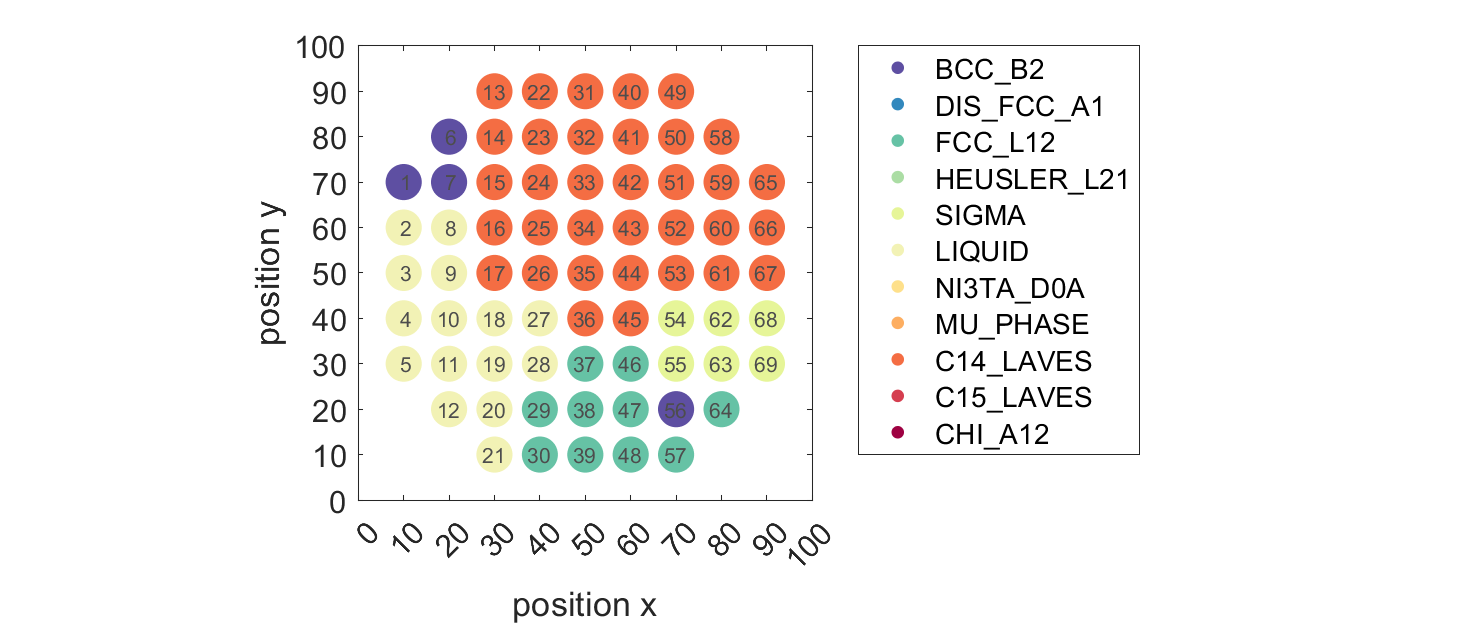 100
90
80
70
60
50
40
30
20
10
0
position y
13 22 31 40 49
6 14 23 32 41 50 58
1 7 15 24 33 42 51 59 65
2 8 16 25 34 43 52 60 66
3 9 17 26 35 44 53 61 67
4 10 18 27 36 45 54 62 68
5 11 19 28 37 46 55 63 69
12 20 29 38 47 56 64
21 30 39 48 57
0 10 20 30 40 50 60 70 80 90 100
position x
BCC_B2
DIS_FCC_A1
FCC_L12
HEUSLER_L21
SIGMA
LIQUID
NI3TA_D0A
MU_PHASE
C14_LAVES
C15_LAVES
CHI_A12